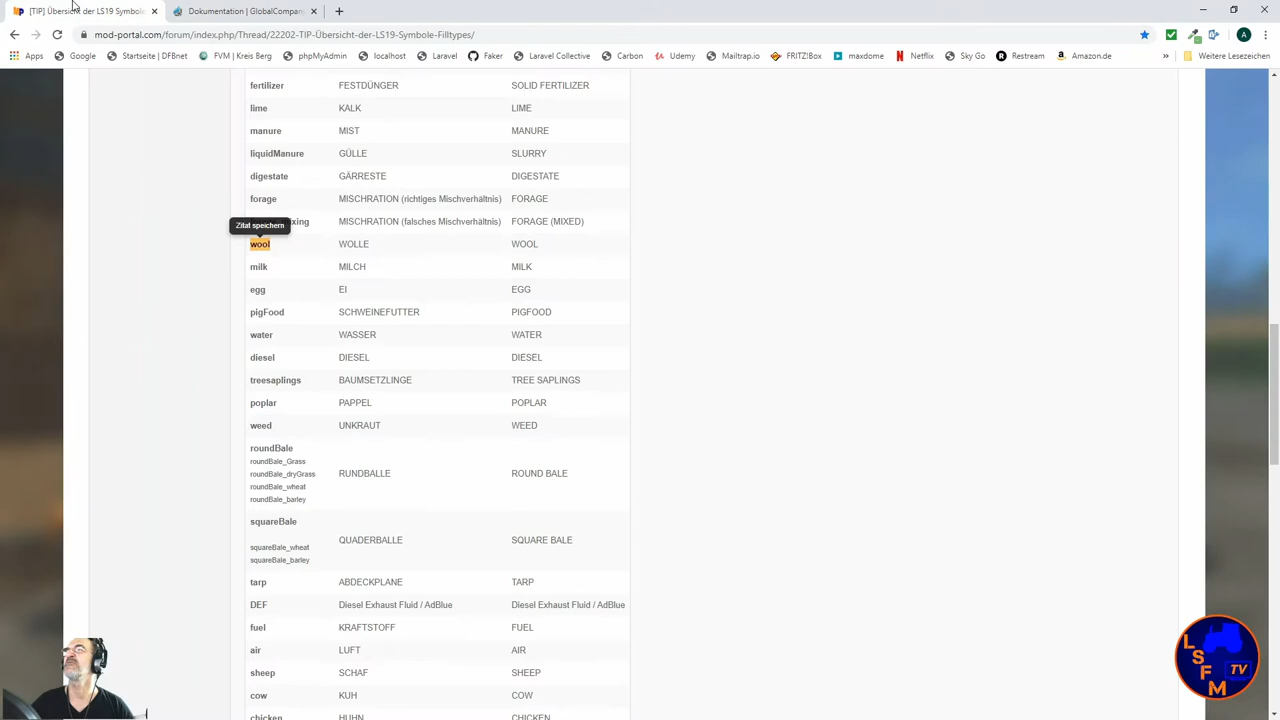 [TIP] Übersicht der LS19 Symbole
Dokumentation | GlobalCompan
mod-portal.com/forum/index.php/Thread/22202-TIP-Übersicht-der-LS19-Symbole-Filltypes/
A
Apps Google Startseite | DFBnet FVM | Kreis Berg phpMyAdmin localhost Laravel Faker Laravel Collective Carbon Udemy Mailtrap.io FRITZ!Box maxdome Netflix Sky Go Restream Amazon.de » Weitere Lesezeichen
fertilizer FESTDÜNGER SOLID FERTILIZER
lime KALK LIME
manure MIST MANURE
liquidManure GÜLLE SLURRY
digestate GÄRRESTE DIGESTATE
forage MISCHRATION (richtiges Mischverhältnis) FORAGE
MISCHRATION (falsches Mischverhältnis) FORAGE (MIXED)
Zitat speichern
wool WOLLE WOOL
milk MILCH MILK
egg EI EGG
pigFood SCHWEINEFUTTER PIGFOOD
water WASSER WATER
diesel DIESEL DIESEL
treesaplings BAUMSETZLINGE TREE SAPLINGS
poplar PAPPEL POPLAR
weed UNKRAUT WEED
roundBale
roundBale_Grass
roundBale_dryGrass RUNDBALLE ROUND BALE
roundBale_wheat
roundBale_barley
squareBale
QUADERBALLE SQUARE BALE
squareBale_wheat
squareBale_barley
tarp ABDECKPLANE TARP
DEF Diesel Exhaust Fluid / AdBlue Diesel Exhaust Fluid / AdBlue
fuel KRAFTSTOFF FUEL
air LUFT AIR
sheep SCHAF SHEEP
cow KUH COW
chicken HUHN CHICKEN
LSFM TV